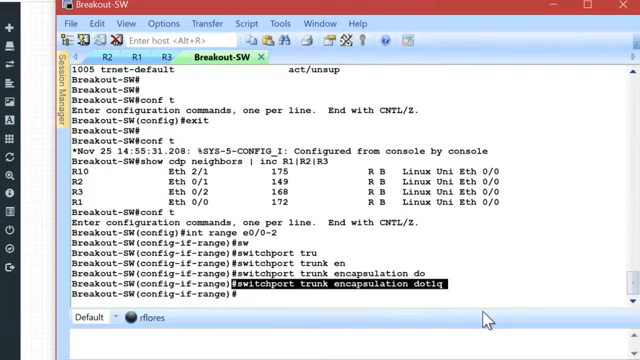 Breakout-SW
File Edit View Options Transfer Script Tools Window Help
Enter host <Alt+R>
Session Manager
R2 R1 R3 Breakout-SW
1005 trnet-default act/unsup
Breakout-SW#
Breakout-SW#
Breakout-SW#conf t
Enter configuration commands, one per line. End with CNTL/Z.
Breakout-SW(config)#exit
Breakout-SW#
Breakout-SW#conf t
*Nov 25 14:55:31.208: %SYS-5-CONFIG_I: Configured from console by console
Breakout-SW#show cdp neighbors | inc R1|R2|R3
R10 Eth 2/1 175 R B Linux Uni Eth 0/0
R2 Eth 0/1 149 R B Linux Uni Eth 0/0
R3 Eth 0/2 168 R B Linux Uni Eth 0/0
R1 Eth 0/0 172 R B Linux Uni Eth 0/0
Breakout-SW#conf t
Enter configuration commands, one per line. End with CNTL/Z.
Breakout-SW(config)#int range e0/0-2
Breakout-SW(config-if-range)#sw
Breakout-SW(config-if-range)#switchport tru
Breakout-SW(config-if-range)#switchport trunk en
Breakout-SW(config-if-range)#switchport trunk encapsulation do
Breakout-SW(config-if-range)#switchport trunk encapsulation dot1q
Breakout-SW(config-if-range)#
Default rflores